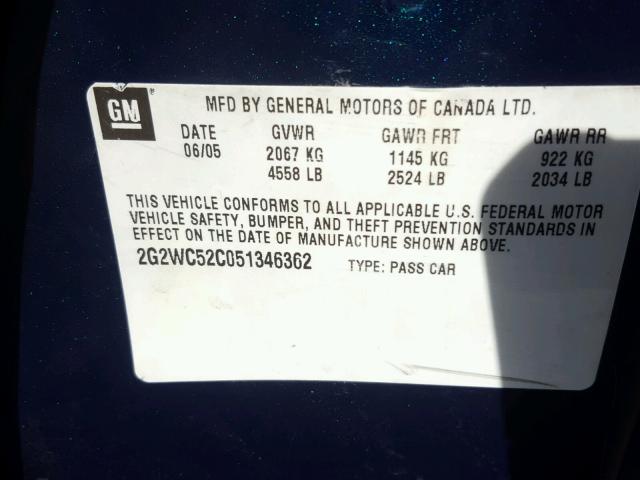 GM
MFD BY GENERAL MOTORS OF CANADA LTD.
DATE GVWR GAWR FRT GAWR RR
06/05 2067 KG 1145 KG 922 KG
4558 LB 2524 LB 2034 LB
THIS VEHICLE CONFORMS TO ALL APPLICABLE U.S. FEDERAL MOTOR
VEHICLE SAFETY, BUMPER, AND THEFT PREVENTION STANDARDS IN
EFFECT ON THE DATE OF MANUFACTURE SHOWN ABOVE.
2G2WC52C051346362 TYPE: PASS CAR